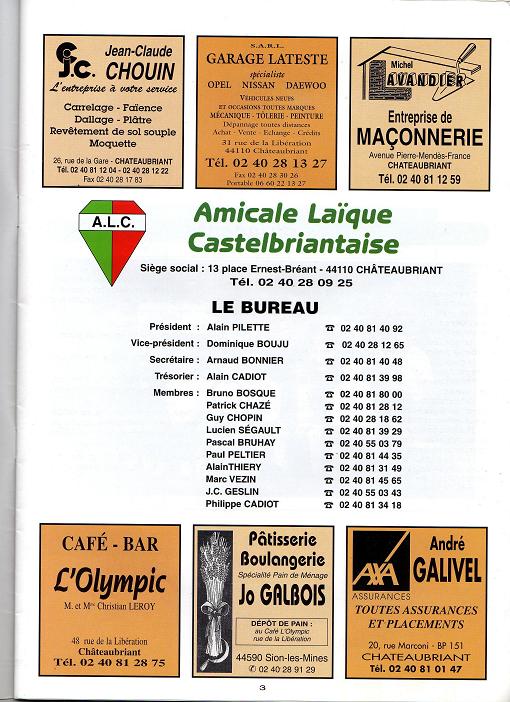 Jean-Claude
CHOUIN
C.J.C.
L'entreprise à votre service
Carrelage - Faïence
Dallage - Plâtre
Revêtement de sol souple
Moquette
26, rue de la Gare - CHATEAUBRIANT
Tél. 02 40 81 12 04 - 02 40 28 12 22
Fax 02 40 28 17 83
S.A.R.L.
GARAGE LATESTE
spécialiste
OPEL NISSAN DAEWOO
VÉHICULES NEUFS
ET OCCASIONS TOUTES MARQUES
MÉCANIQUE - TÔLERIE - PEINTURE
Dépannage toutes distances
Achat - Vente - Echange - Crédits
31 rue de la Libération
44110 Châteaubriant
Tél. 02 40 28 13 27
Fax 02 40 28 30 26
Portable 06 60 22 13 27
Michel
LAVANDIER
Entreprise de
MAÇONNERIE
Avenue Pierre-Mendès-France
CHATEAUBRIANT
Tél. 02 40 81 12 59
A.L.C.
Amicale Laïque
Castelbriantaise
Siège social : 13 place Ernest-Bréant - 44110 CHÂTEAUBRIANT
Tél. 02 40 28 09 25
LE BUREAU
Président : Alain PILETTE ☎ 02 40 81 40 92
Vice-président : Dominique BOUJU ☎ 02 40 28 12 65
Secrétaire : Arnaud BONNIER ☎ 02 40 81 40 48
Trésorier : Alain CADIOT ☎ 02 40 81 39 98
Membres : Bruno BOSQUE ☎ 02 40 81 80 00
Patrick CHAZÉ ☎ 02 40 81 28 12
Guy CHOPIN ☎ 02 40 28 18 62
Lucien SÉGAULT ☎ 02 40 81 39 29
Pascal BRUHAY ☎ 02 40 55 03 79
Paul PELTIER ☎ 02 40 81 44 35
AlainTHIERY ☎ 02 40 81 31 49
Marc VEZIN ☎ 02 40 81 45 65
J.C. GESLIN ☎ 02 40 55 03 43
Philippe CADIOT ☎ 02 40 81 34 18
CAFÉ - BAR
L'Olympic
M. et Mme Christian LEROY
48 rue de la Libération
Châteaubriant
Tél. 02 40 81 28 75
Pâtisserie
Boulangerie
Spécialité Pain de Ménage
Jo GALBOIS
DÉPÔT DE PAIN :
au Café L'Olympic
rue de la Libération
44590 Sion-les-Mines
✆ 02 40 28 91 29
AXA
ASSURANCES
André
GALIVEL
TOUTES ASSURANCES
ET PLACEMENTS
20, rue Marconi - BP 151
CHATEAUBRIANT
Tél. 02 40 81 01 47
3